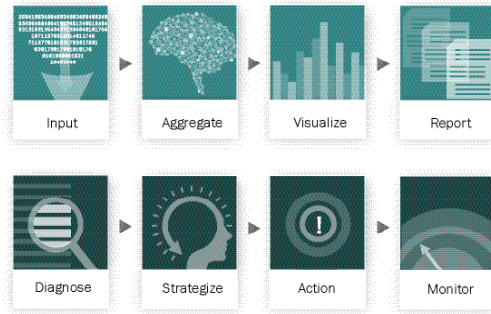 Input
Aggregate
Visualize
Report
Diagnose
Strategize
!
Action
Monitor